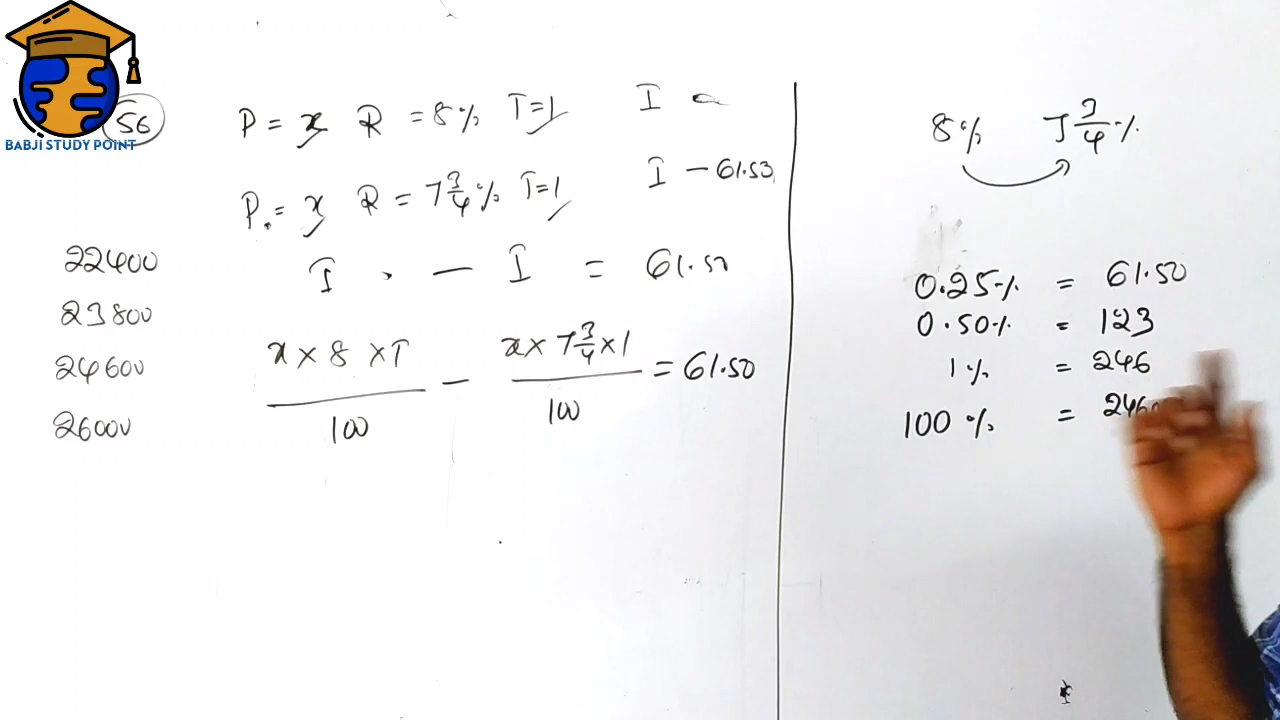 BABJI STUDY POINT
56
P = x R = 8% T=1 I
P. = x R = 7 3/4 % T=1 I - 61.53
I - I = 61.50
x × 8 × T / 100 - x × 7 3/4 × 1 / 100 = 61.50
22400
23800
24600
26000
8% 7 3/4 %
0.25% = 61.50
0.50% = 123
1% = 246
100% =